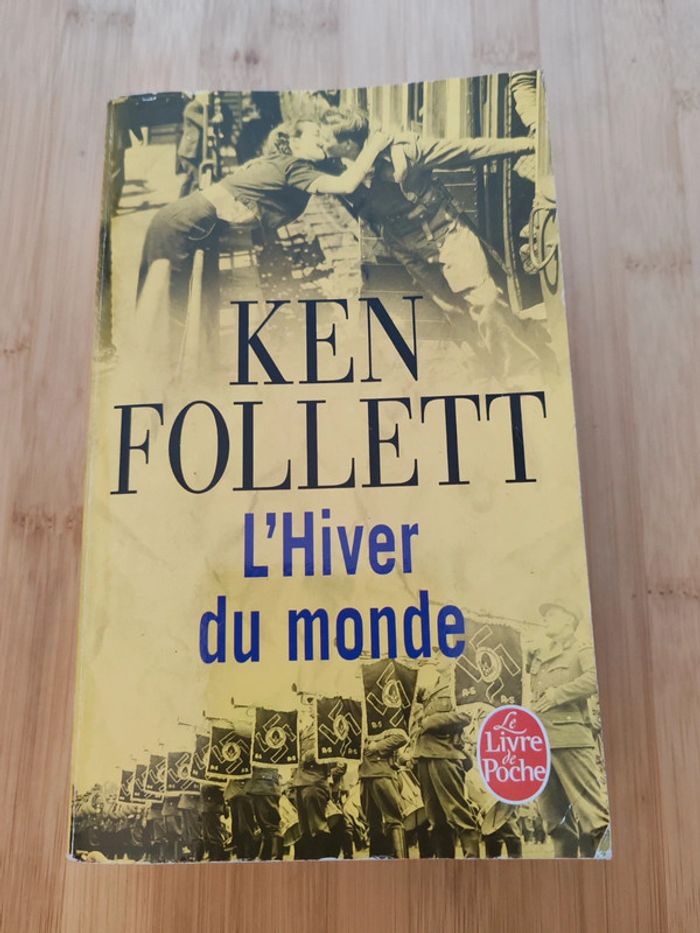 KEN
FOLLETT
L'Hiver
du monde
Le
Livre
de
Poche